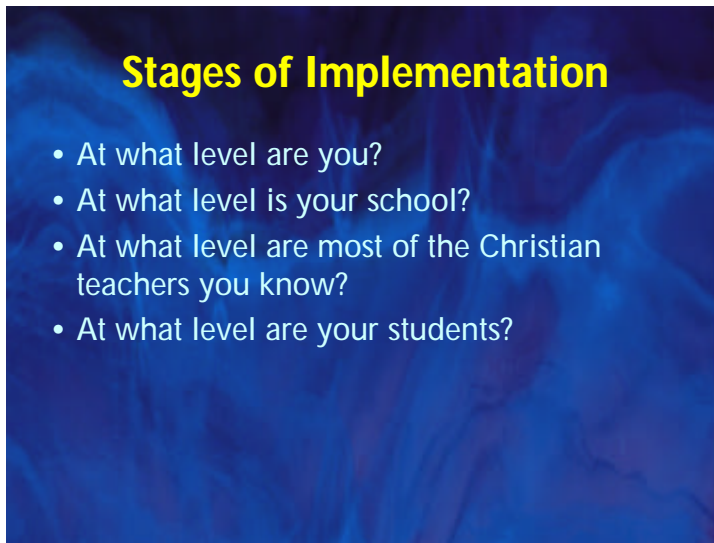 Stages of Implementation
• At what level are you?
• At what level is your school?
• At what level are most of the Christian
teachers you know?
• At what level are your students?